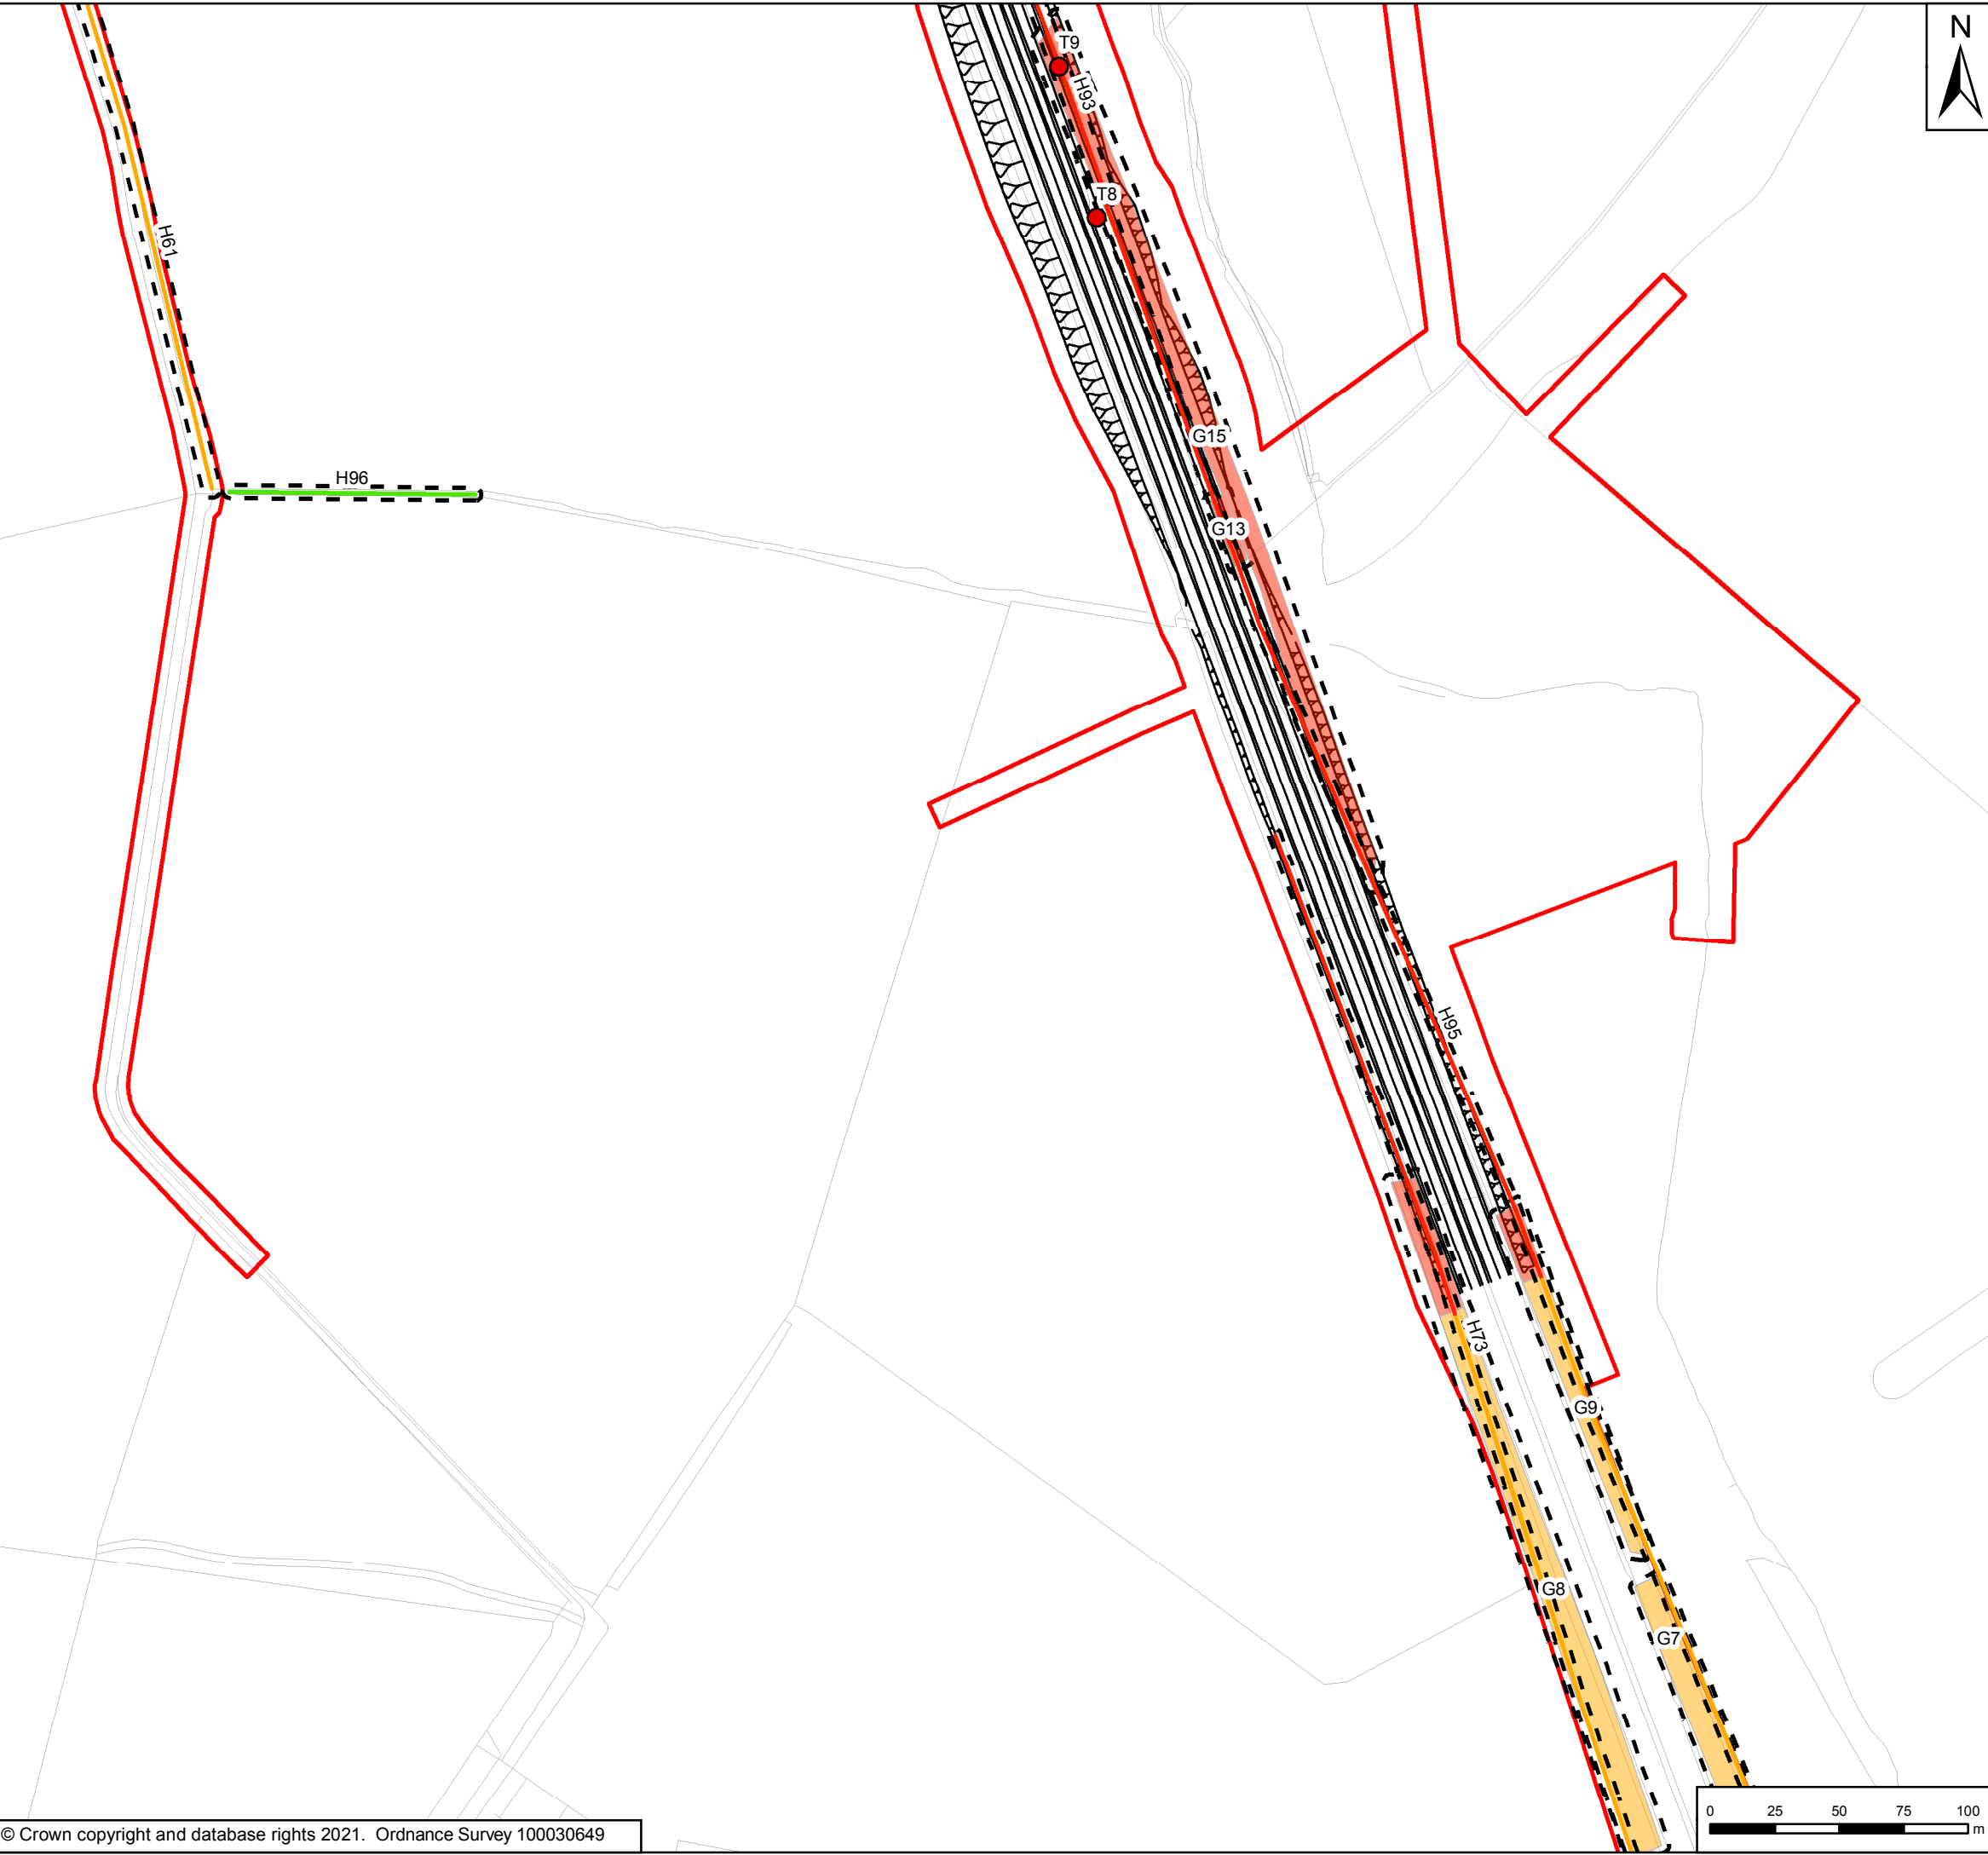 N
T9
H93
T8
H61
G15
H96
G13
H95
H73
G9
G8
G7
0 25 50 75 100
m
© Crown copyright and database rights 2021. Ordnance Survey 100030649